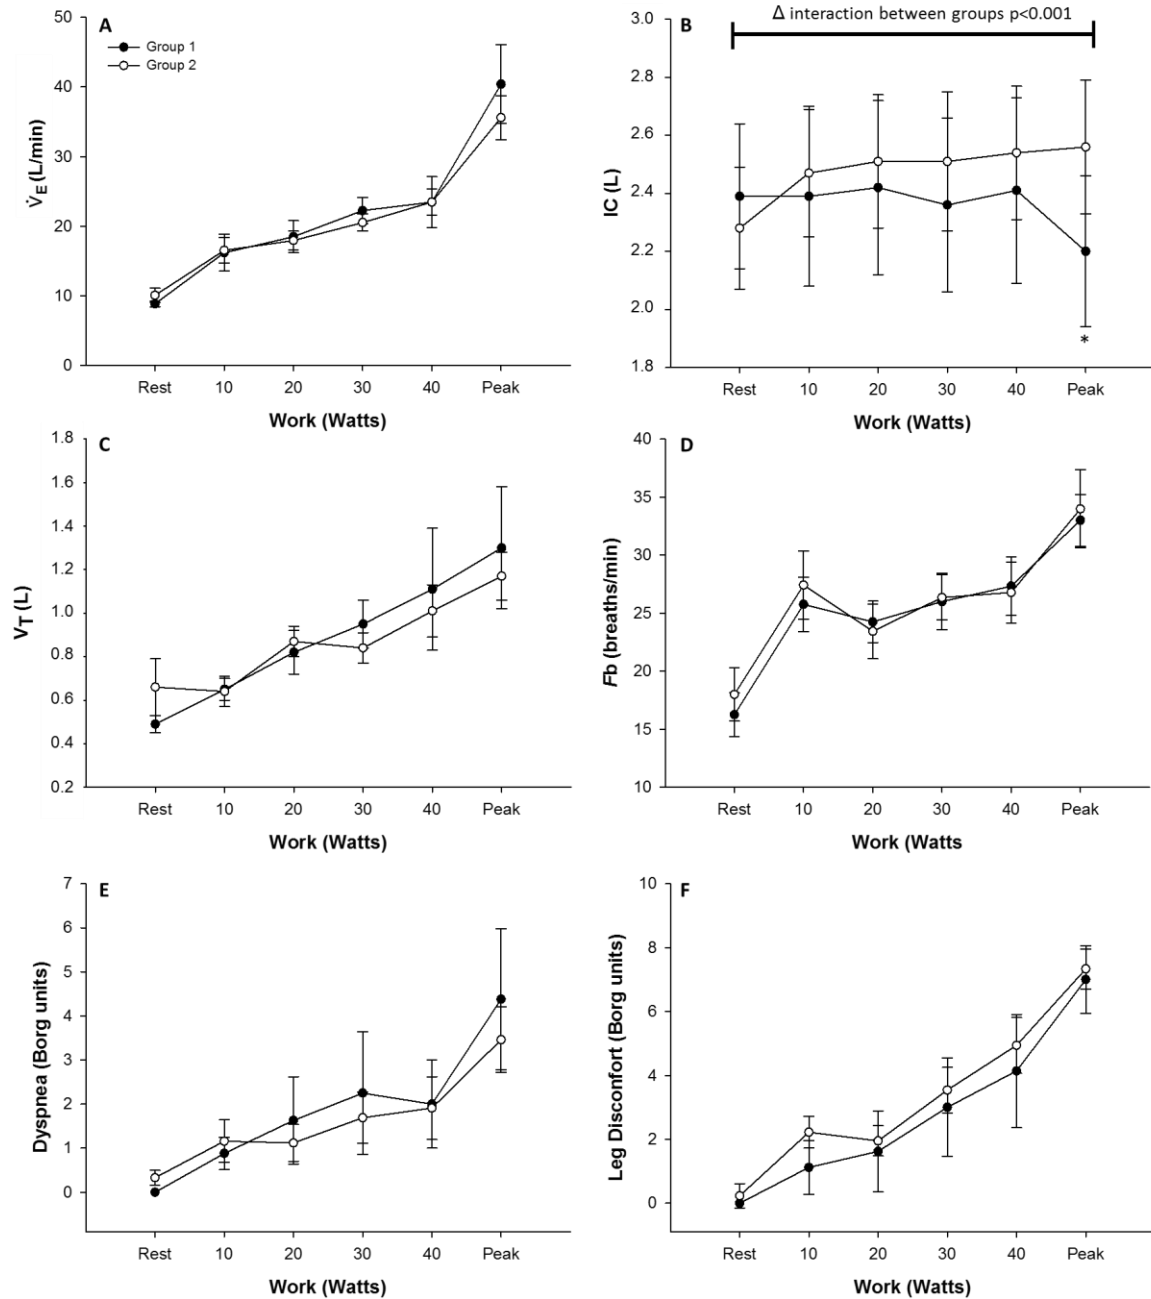 A
Group 1
Group 2
50
40
30
20
10
0
V̇E (L/min)
Rest 10 20 30 40 Peak
Work (Watts)
B
Δ interaction between groups p<0.001
3.0
2.8
2.6
2.4
2.2
2.0
1.8
IC (L)
*
Rest 10 20 30 40 Peak
Work (Watts)
C
1.8
1.6
1.4
1.2
1.0
0.8
0.6
0.4
0.2
VT (L)
Rest 10 20 30 40 Peak
Work (Watts)
D
40
35
30
25
20
15
10
Fb (breaths/min)
Rest 10 20 30 40 Peak
Work (Watts
E
7
6
5
4
3
2
1
0
Dyspnea (Borg units)
Rest 10 20 30 40 Peak
Work (Watts)
F
10
8
6
4
2
0
Leg Disconfort (Borg units)
Rest 10 20 30 40 Peak
Work (Watts)